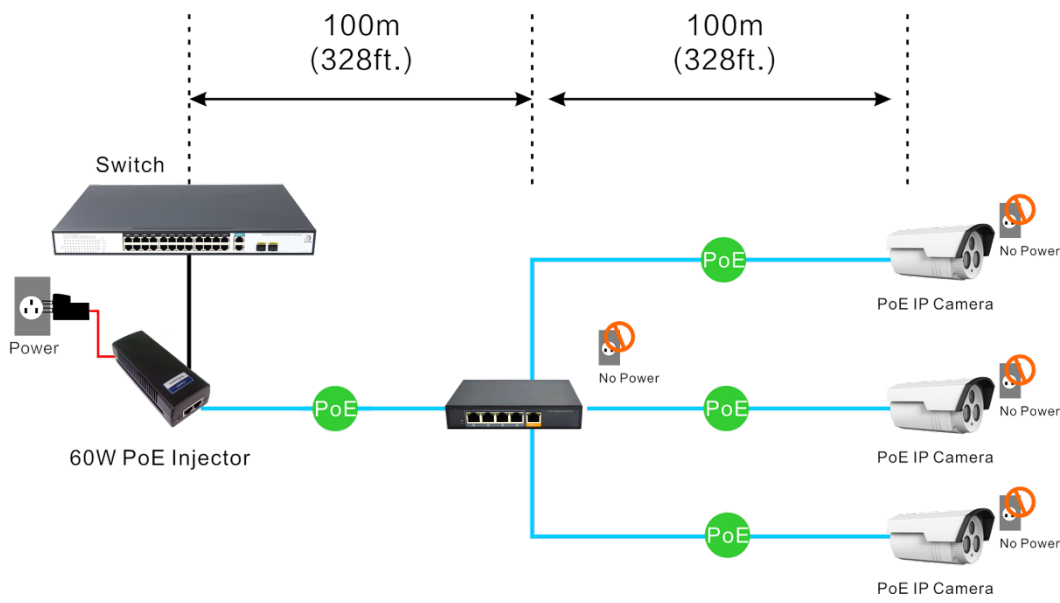 100m
(328ft.)
100m
(328ft.)
Switch
PoE
No Power
PoE IP Camera
Power
No Power
PoE
PoE
No Power
60W PoE Injector
PoE IP Camera
PoE
No Power
PoE IP Camera